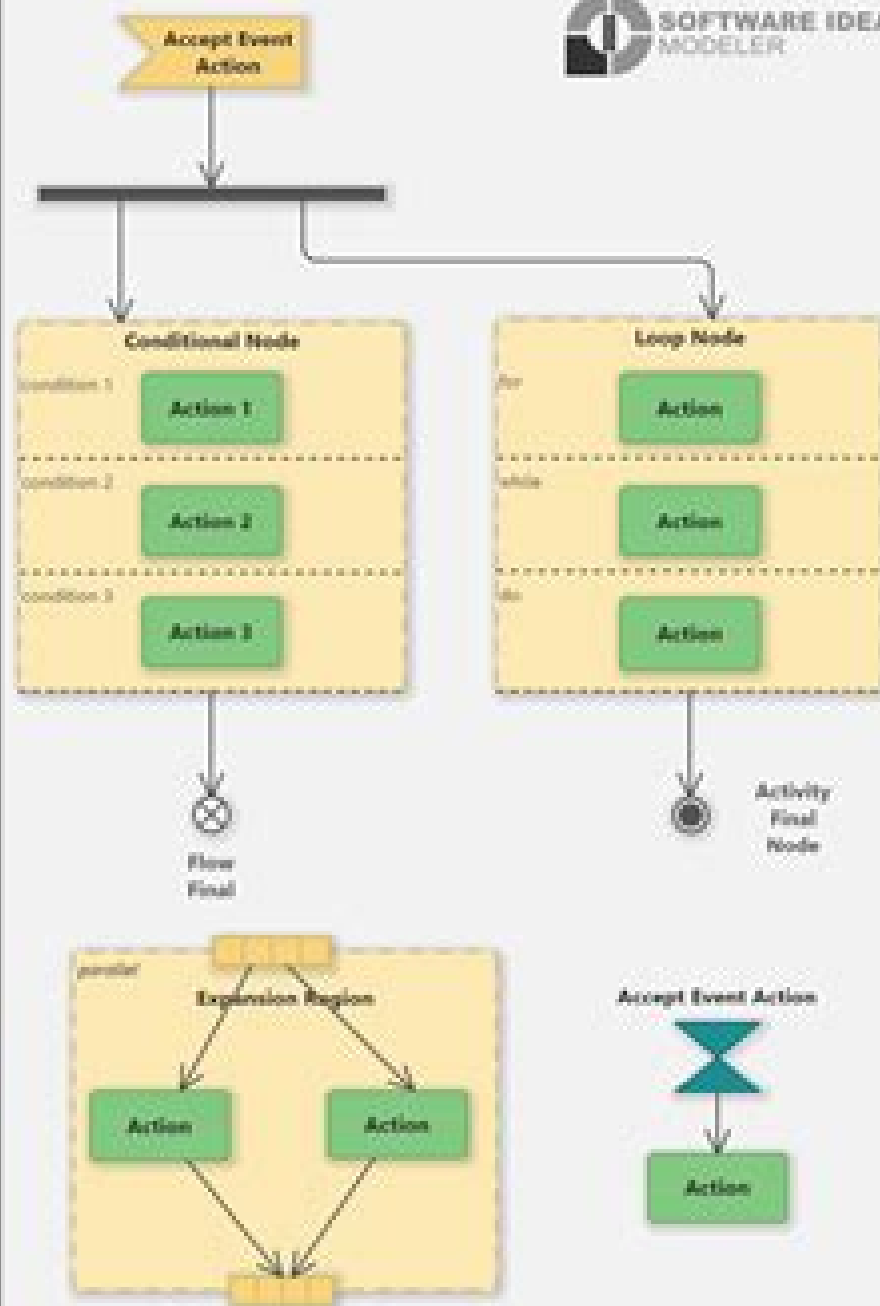 Accept Event
Action
SOFTWARE IDEA
MODELER
Conditional Node
condition 1
Action 1
condition 2
Action 2
condition 3
Action 3
Loop Node
for
Action
while
Action
do
Action
Flow
Final
Activity
Final
Node
parallel
Expansion Region
Action
Action
Accept Event Action
Action